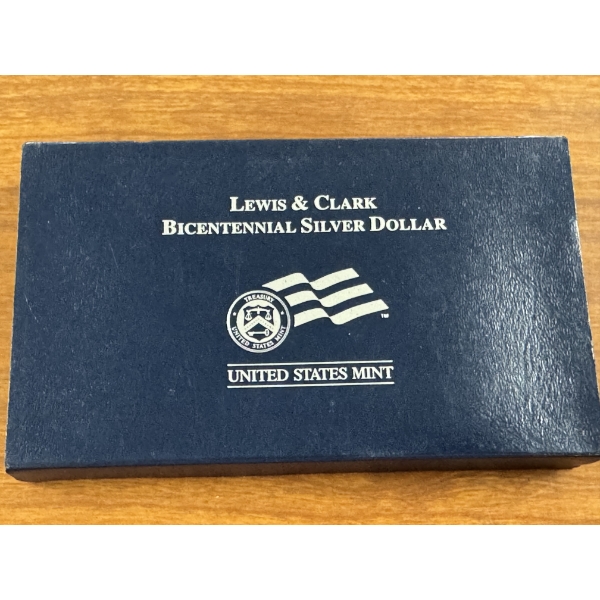 LEWIS & CLARK
BICENTENNIAL SILVER DOLLAR
TREASURY
UNITED STATES MINT
TM
UNITED STATES MINT